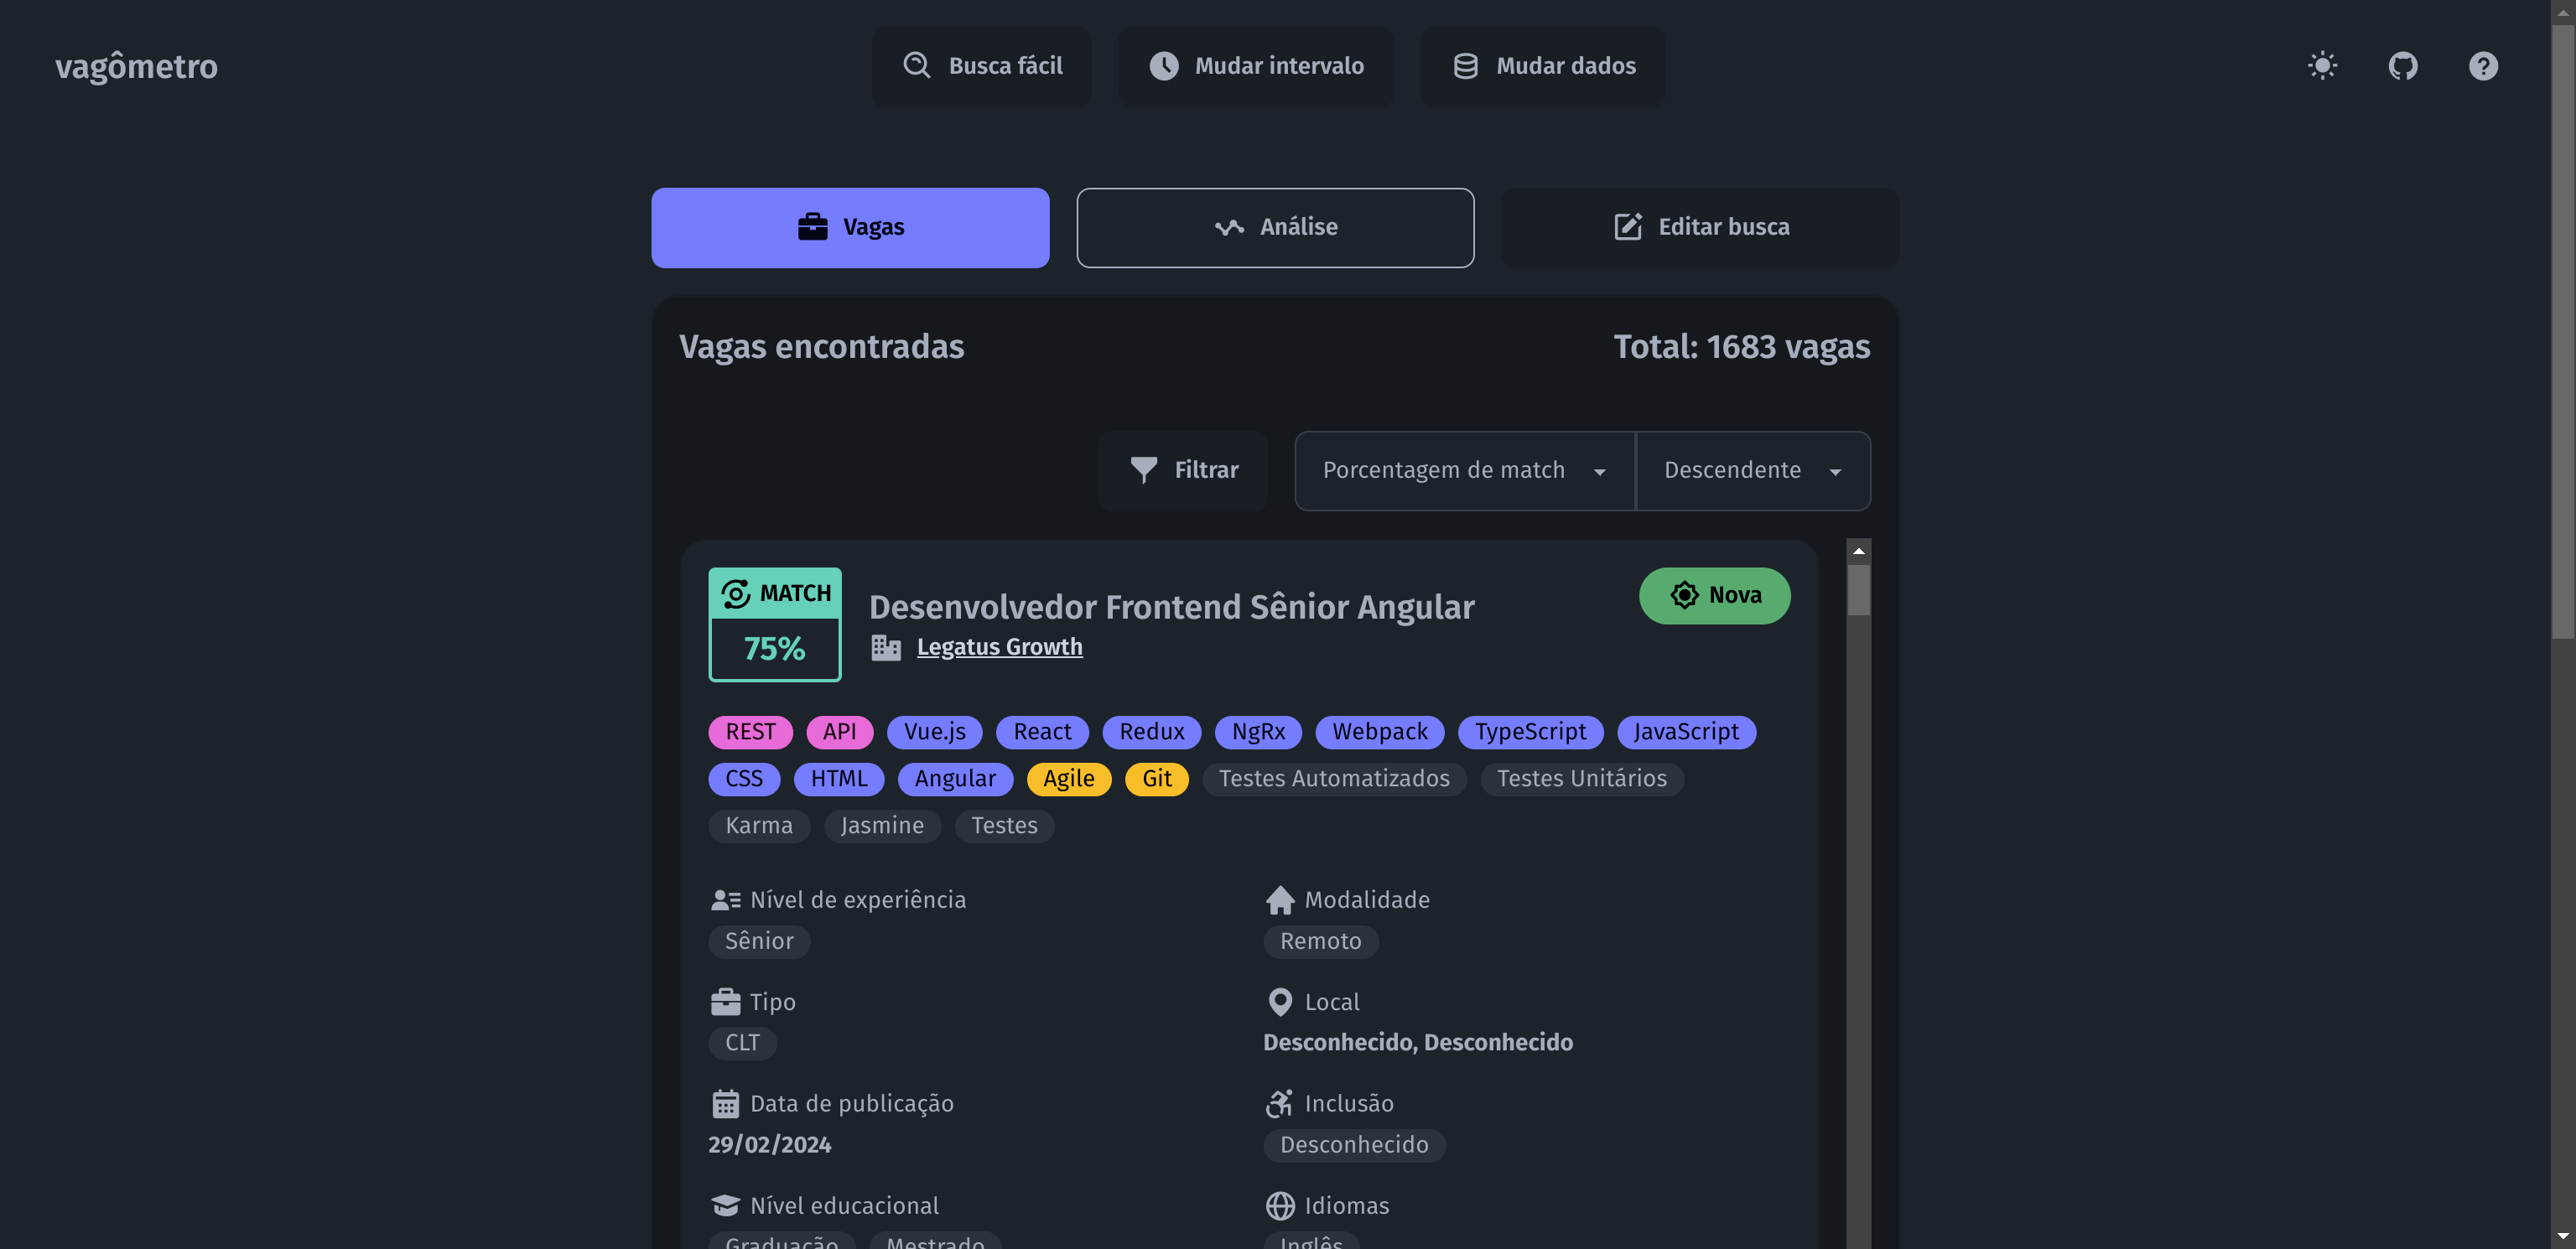 vagômetro
Busca fácil
Mudar intervalo
Mudar dados
Vagas
Análise
Editar busca
Vagas encontradas
Total: 1683 vagas
Filtrar
Porcentagem de match
Descendente
MATCH
75%
Desenvolvedor Frontend Sênior Angular
Legatus Growth
Nova
REST API Vue.js React Redux NgRx Webpack TypeScript JavaScript
CSS HTML Angular Agile Git Testes Automatizados Testes Unitários
Karma Jasmine Testes
Nível de experiência
Sênior
Modalidade
Remoto
Tipo
CLT
Local
Desconhecido, Desconhecido
Data de publicação
29/02/2024
Inclusão
Desconhecido
Nível educacional
Graduação Mestrado
Idiomas
Inglês